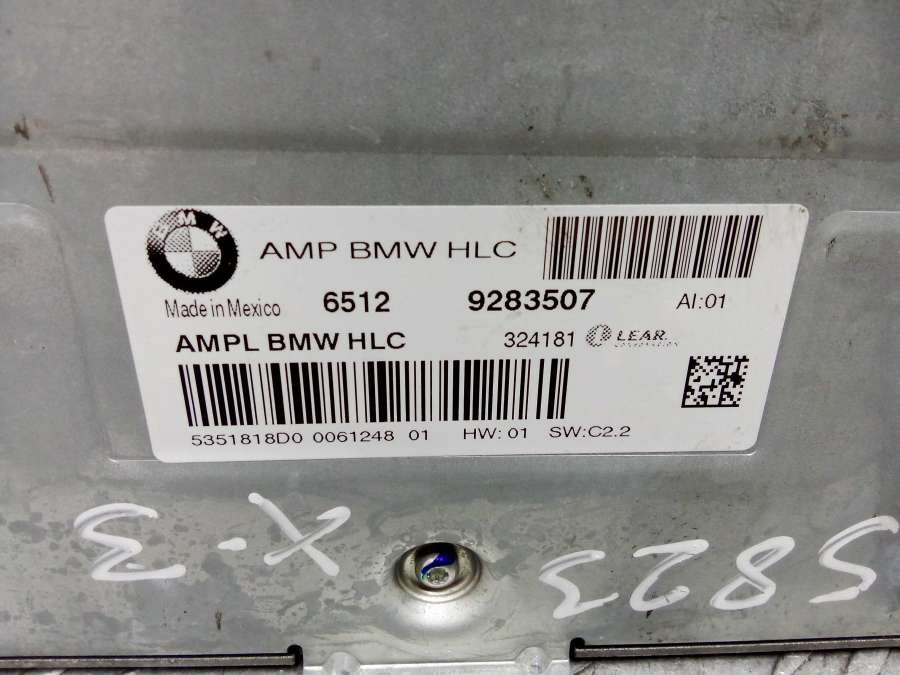 BMW
AMP BMW HLC
Made in Mexico 6512 9283507 AI:01
AMPL BMW HLC 324181 LEAR.
CORPORATION
5351818D0 0061248 01 HW: 01 SW:C2.2
X-3
5823